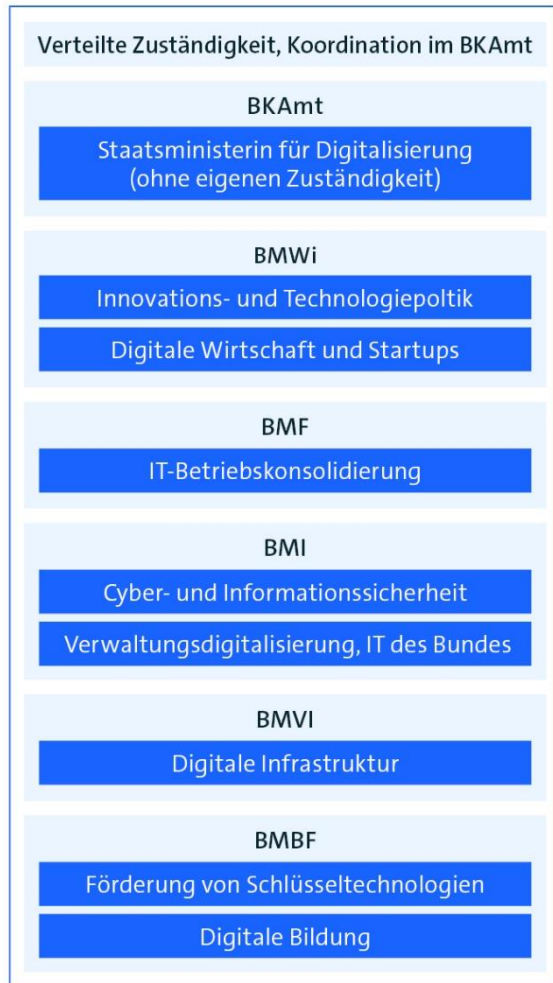 Verteilte Zuständigkeit, Koordination im BKAmt
BKAmt
Staatsministerin für Digitalisierung
(ohne eigenen Zuständigkeit)
BMWi
Innovations- und Technologiepoltik
Digitale Wirtschaft und Startups
BMF
IT-Betriebskonsolidierung
BMI
Cyber- und Informationssicherheit
Verwaltungsdigitalisierung, IT des Bundes
BMVI
Digitale Infrastruktur
BMBF
Förderung von Schlüsseltechnologien
Digitale Bildung